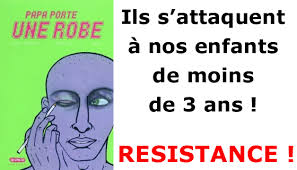 PAPA PORTE
UNE ROBE
Ils s’attaquent
à nos enfants
de moins
de 3 ans !
RESISTANCE !